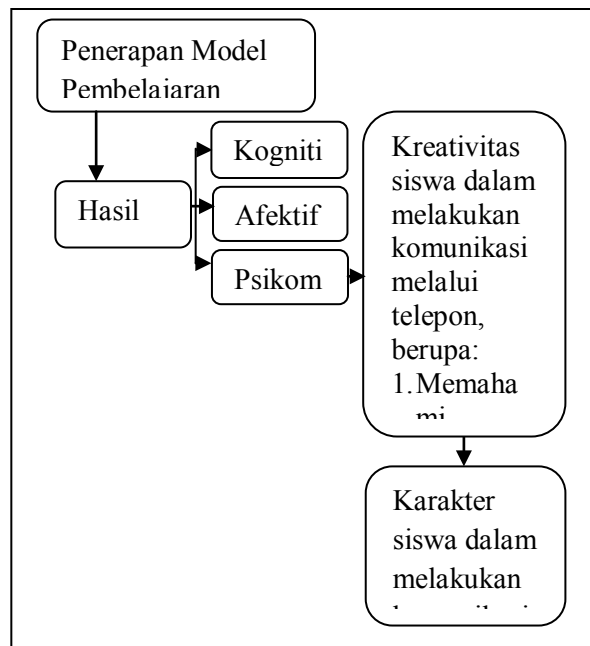 Penerapan Model
Pembelajaran
Kogniti
Hasil
Afektif
Psikom
Kreativitas
siswa dalam
melakukan
komunikasi
melalui
telepon,
berupa:
1. Memaha
mi
Karakter
siswa dalam
melakukan